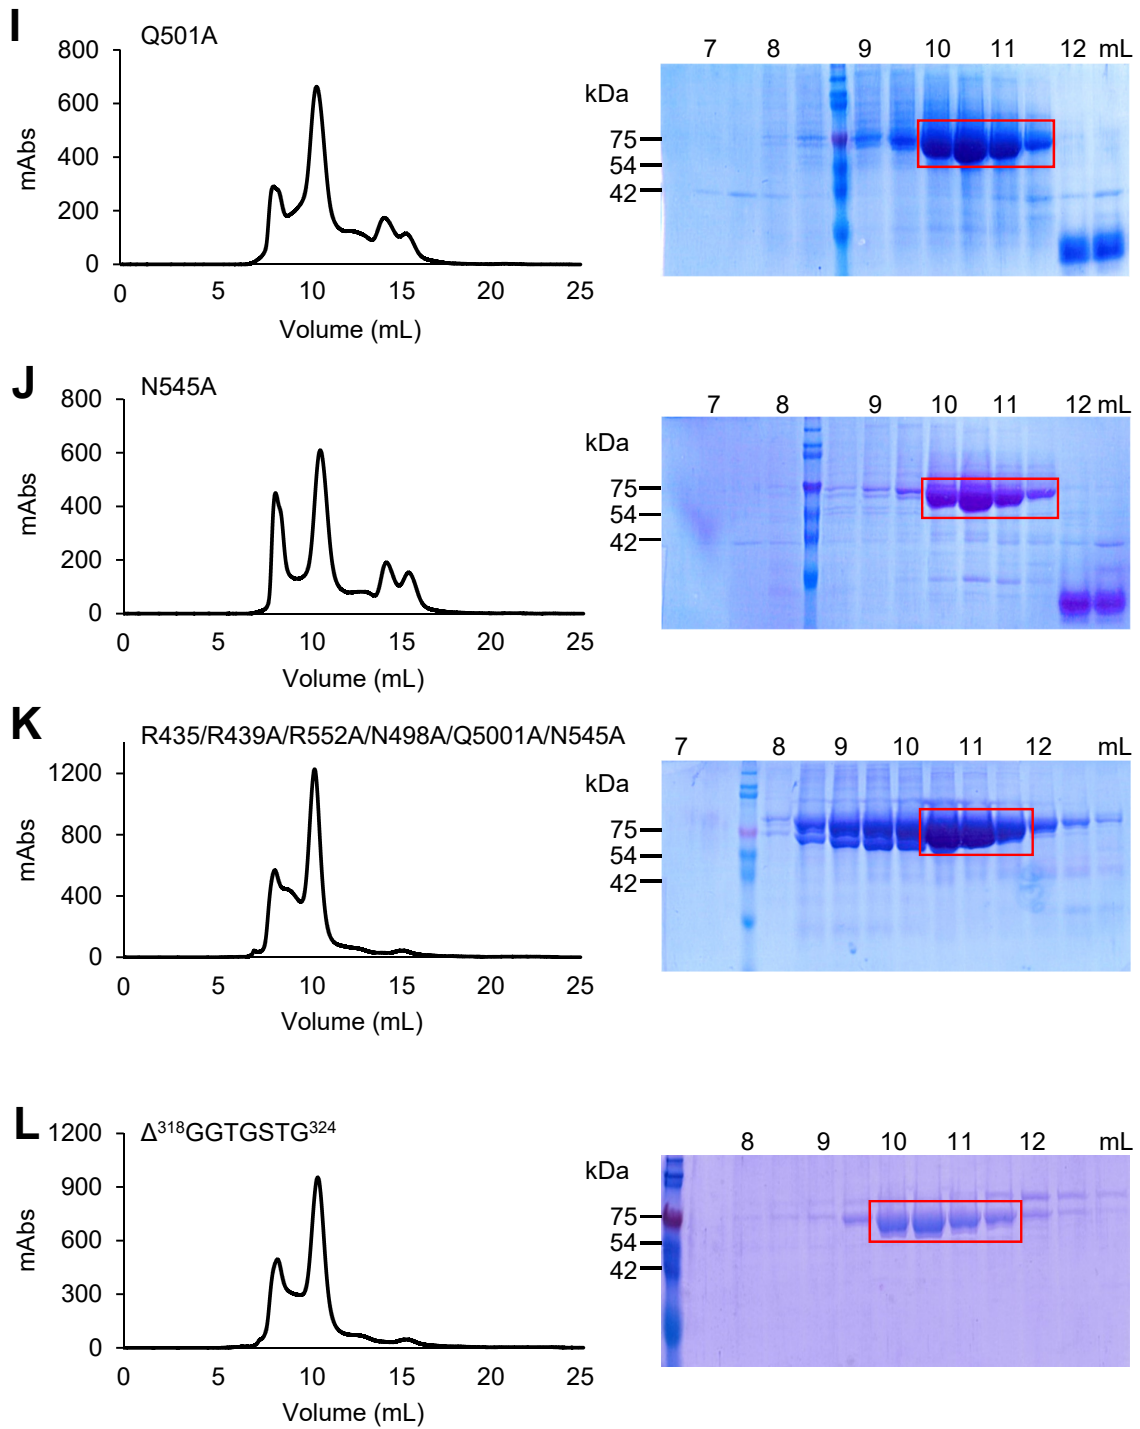 I
Q501A
800
600
400
200
0
mAbs
0 5 10 15 20 25
Volume (mL)
7 8 9 10 11 12 mL
kDa
75
54
42
J
N545A
800
600
400
200
0
mAbs
0 5 10 15 20 25
Volume (mL)
7 8 9 10 11 12 mL
kDa
75
54
42
K
R435/R439A/R552A/N498A/Q5001A/N545A
1200
800
400
0
mAbs
0 5 10 15 20 25
Volume (mL)
7 8 9 10 11 12 mL
kDa
75
54
42
L
Δ³¹⁸GGTGSTG³²⁴
1200
900
600
300
0
mAbs
0 5 10 15 20 25
Volume (mL)
8 9 10 11 12 mL
kDa
75
54
42